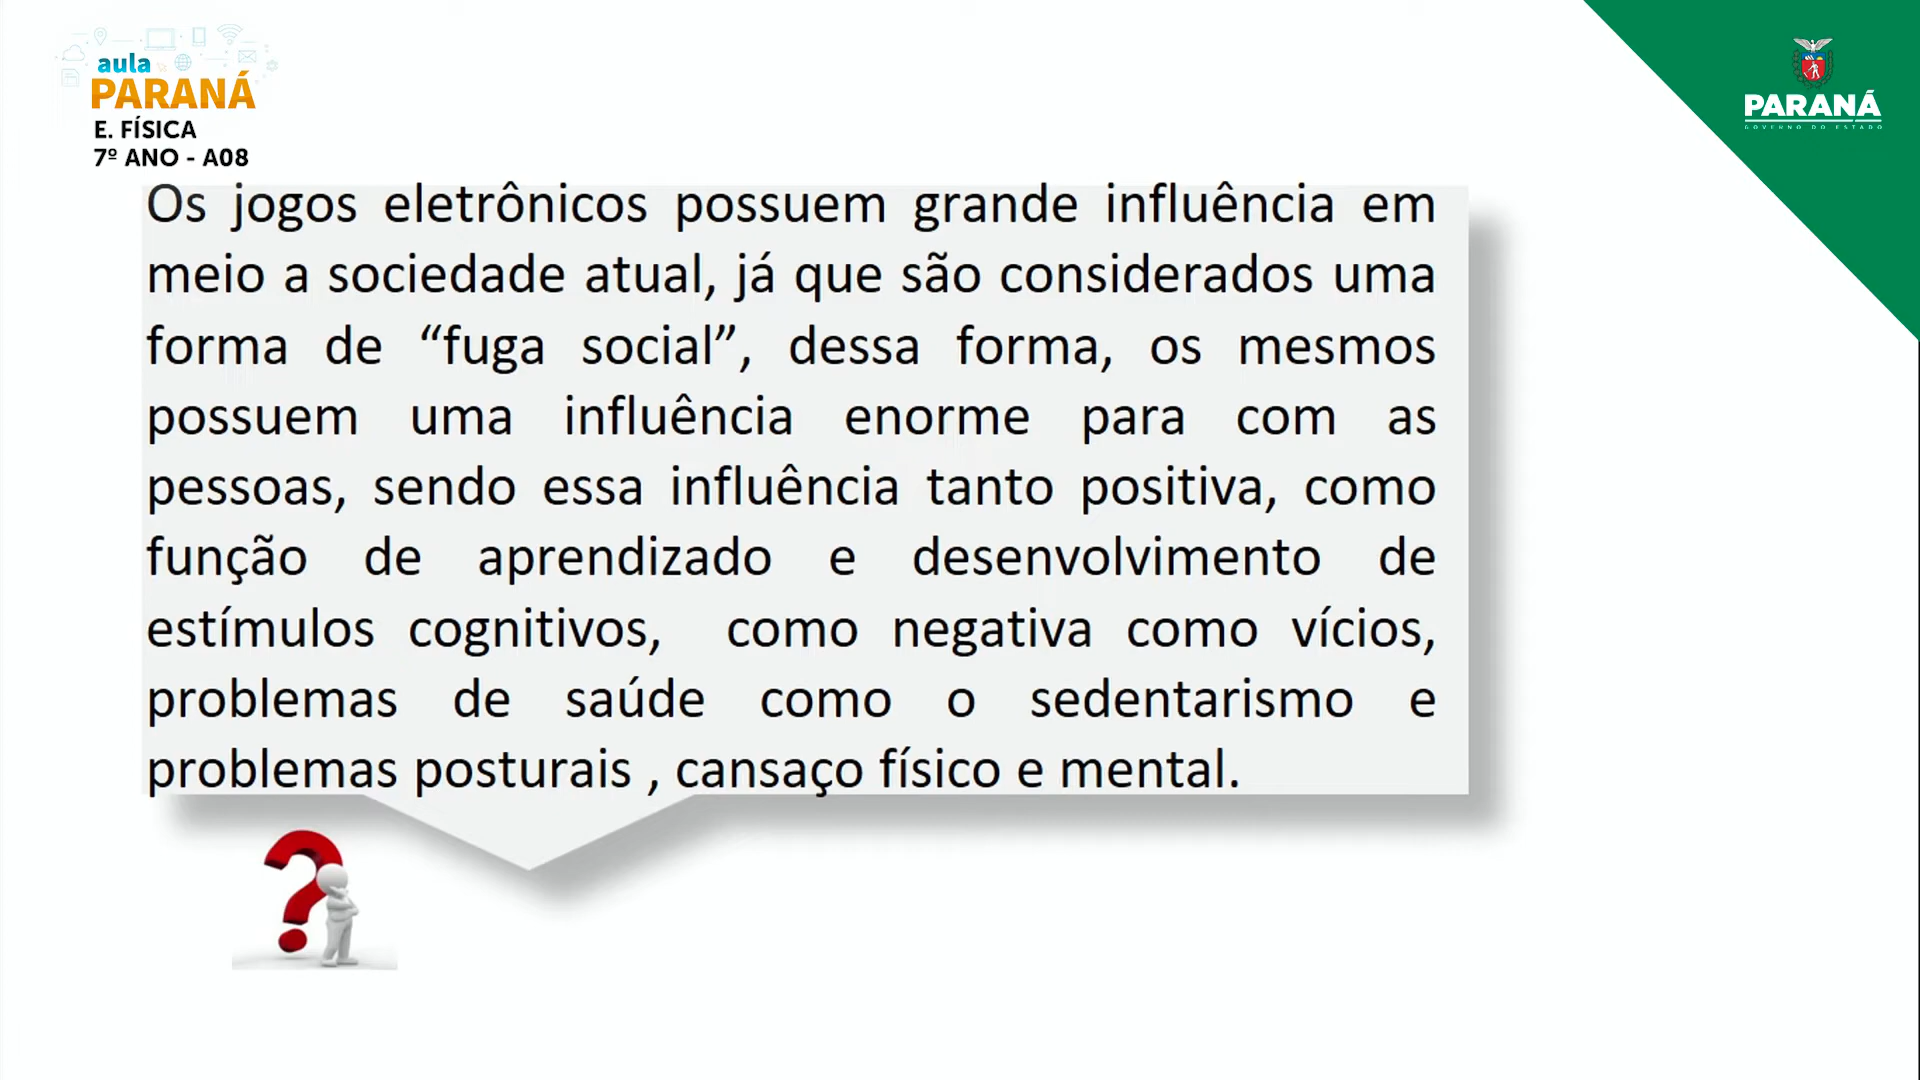 aula
PARANÁ
E. FÍSICA
7º ANO - A08
PARANÁ
GOVERNO DO ESTADO
Os jogos eletrônicos possuem grande influência em
meio a sociedade atual, já que são considerados uma
forma de “fuga social”, dessa forma, os mesmos
possuem uma influência enorme para com as
pessoas, sendo essa influência tanto positiva, como
função de aprendizado e desenvolvimento de
estímulos cognitivos,  como negativa como vícios,
problemas de saúde como o sedentarismo e
problemas posturais , cansaço físico e mental.